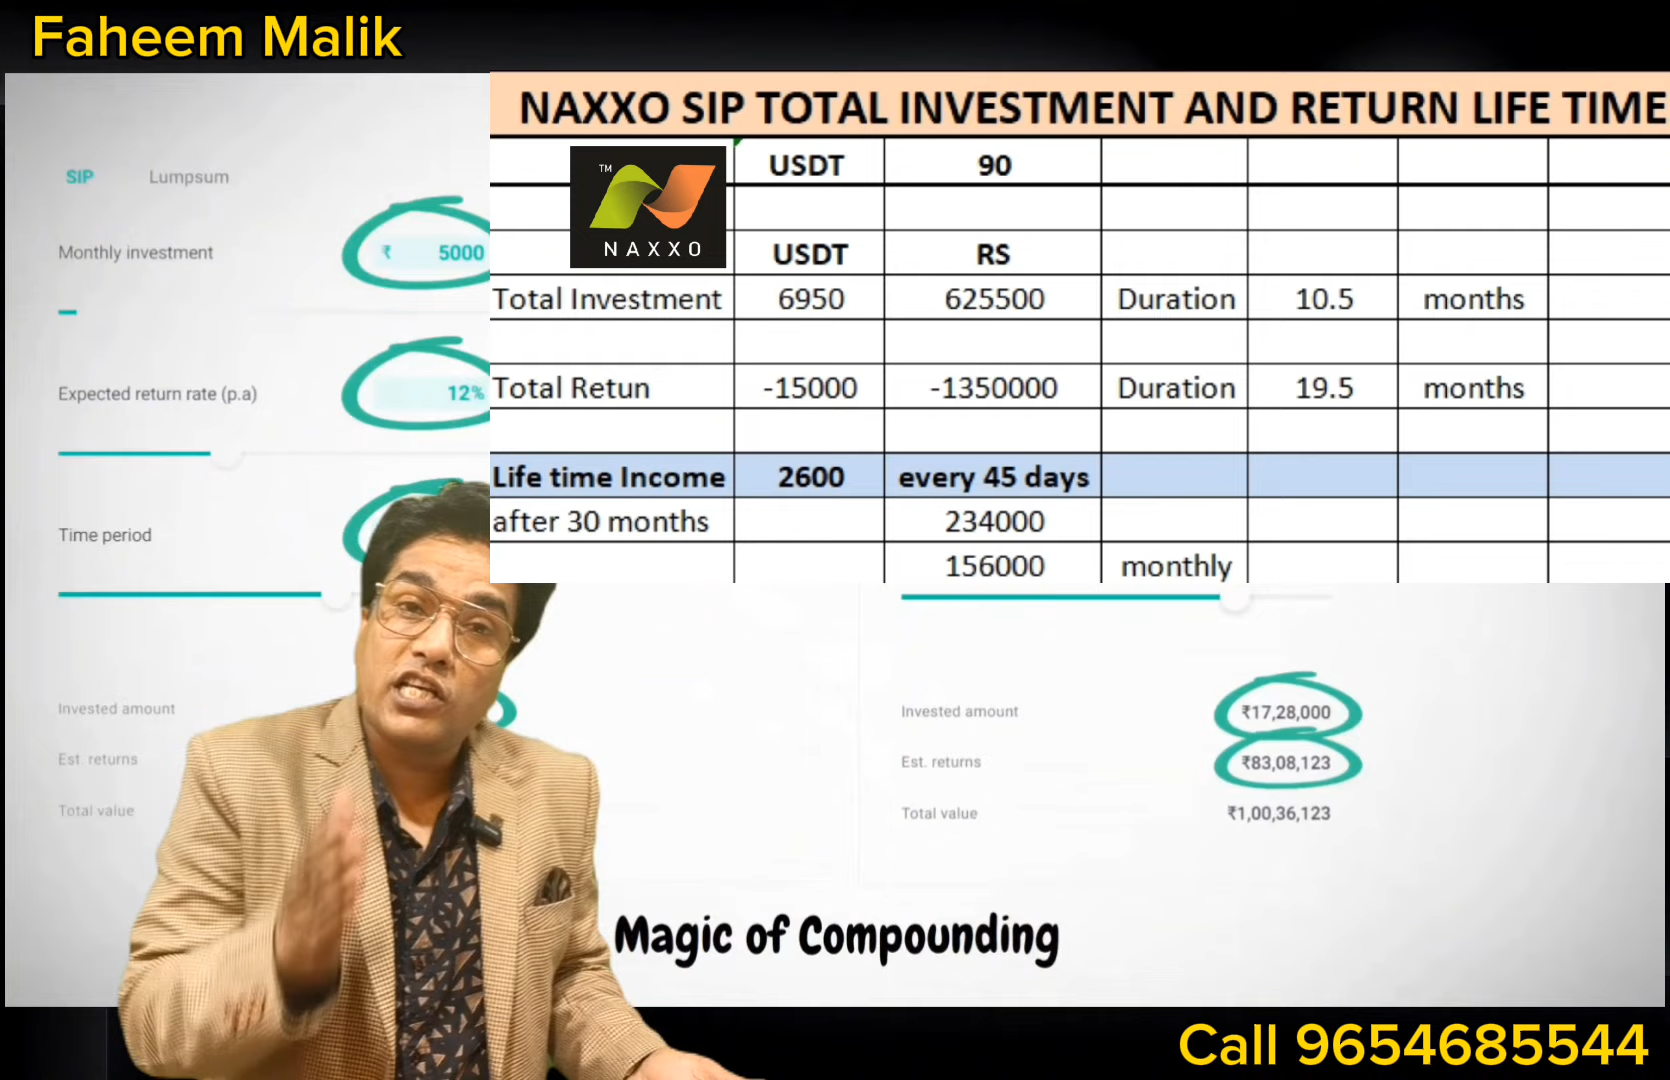 Faheem Malik
NAXXO SIP TOTAL INVESTMENT AND RETURN LIFE TIME
USDT 90
TM
NAXXO
USDT RS
Total Investment 6950 625500 Duration 10.5 months
Total Retun -15000 -1350000 Duration 19.5 months
Life time Income 2600 every 45 days
after 30 months 234000
156000 monthly
SIP Lumpsum
Monthly investment ₹ 5000
Expected return rate (p.a) 12%
Time period
Invested amount
Est. returns
Total value
Invested amount ₹17,28,000
Est. returns ₹83,08,123
Total value ₹1,00,36,123
Magic of Compounding
Call 9654685544